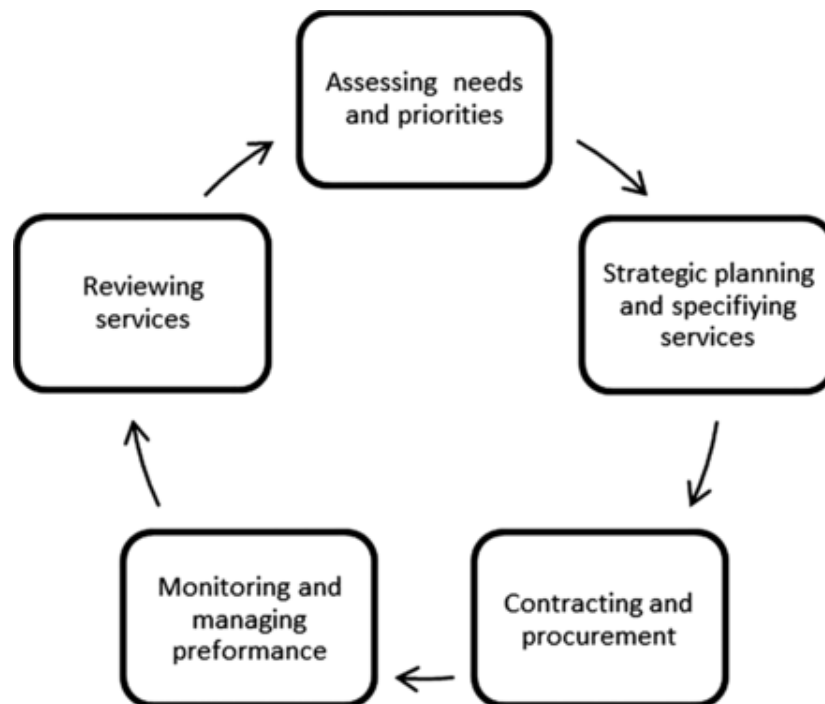 Assessing needs
and priorities
Strategic planning
and specifiying
services
Contracting and
procurement
Monitoring and
managing
preformance
Reviewing
services